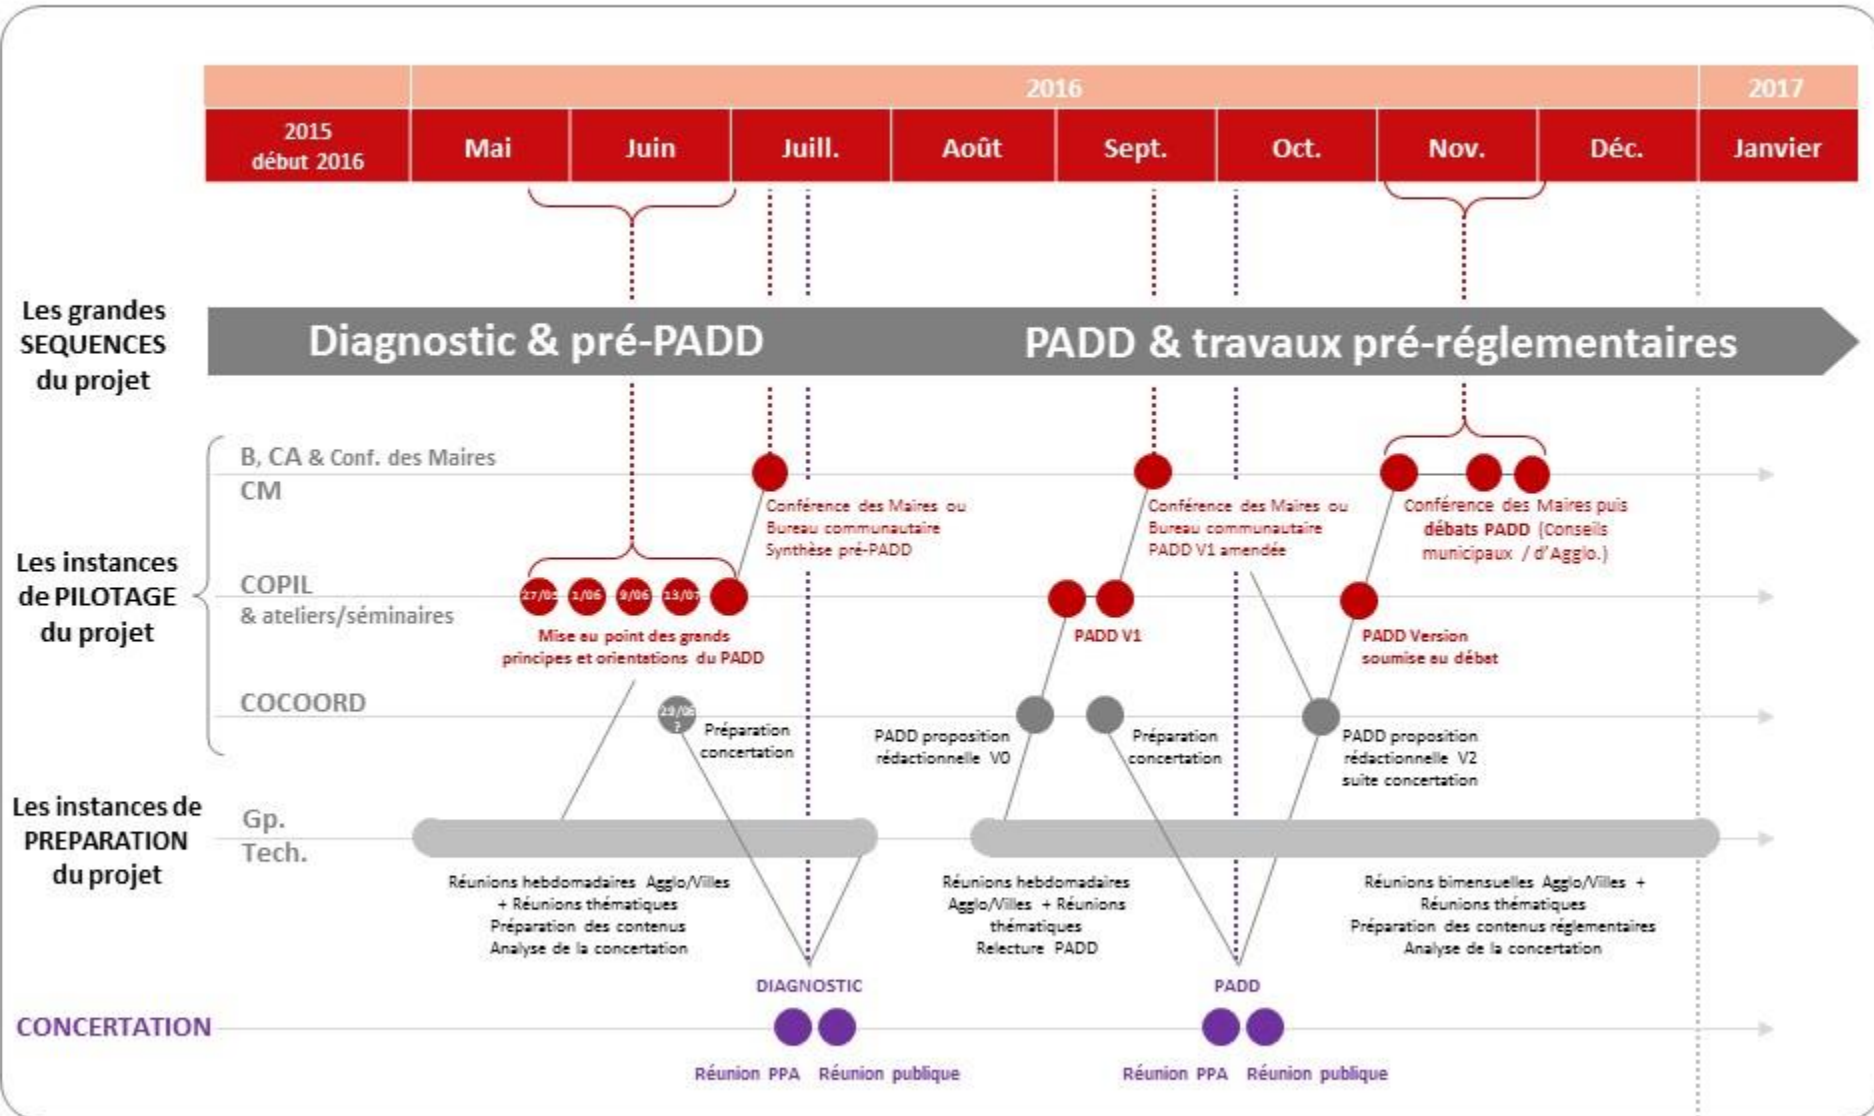 2016
2017
2015
début 2016
Mai
Juin
Juill.
Août
Sept.
Oct.
Nov.
Déc.
Janvier
Les grandes
SEQUENCES
du projet
Diagnostic & pré-PADD
PADD & travaux pré-réglementaires
Les instances
de PILOTAGE
du projet
B, CA & Conf. des Maires
CM
Conférence des Maires ou
Bureau communautaire
Synthèse pré-PADD
Conférence des Maires ou
Bureau communautaire
PADD V1 amendée
Conférence des Maires puis
débats PADD (Conseils
municipaux / d'Agglo.)
COPIL
& ateliers/séminaires
27/05
1/06
9/06
13/07
Mise au point des grands
principes et orientations du PADD
PADD V1
PADD Version
soumise au débat
COCOORD
29/06
?
Préparation
concertation
PADD proposition
rédactionnelle V0
Préparation
concertation
PADD proposition
rédactionnelle V2
suite concertation
Les instances de
PREPARATION
du projet
Gp.
Tech.
Réunions hebdomadaires Agglo/Villes
+ Réunions thématiques
Préparation des contenus
Analyse de la concertation
Réunions hebdomadaires
Agglo/Villes + Réunions
thématiques
Relecture PADD
Réunions bimensuelles Agglo/Villes +
Réunions thématiques
Préparation des contenus réglementaires
Analyse de la concertation
CONCERTATION
DIAGNOSTIC
Réunion PPA
Réunion publique
PADD
Réunion PPA
Réunion publique